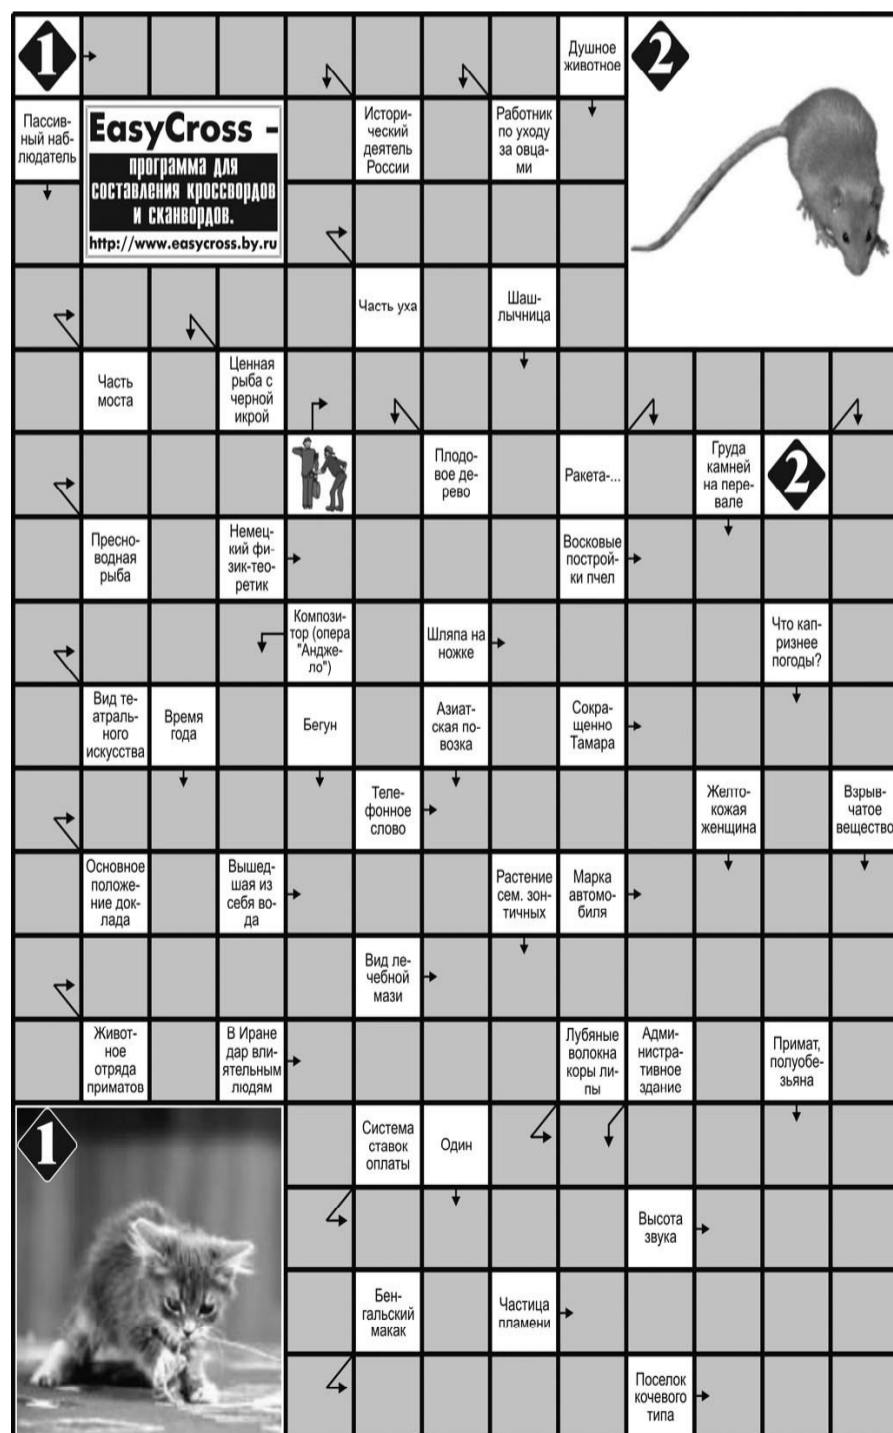 1
Душное
животное
2
Пассив-
ный наб-
людатель
EasyCross -
программа для
составления кроссвордов
и сканвордов.
http://www.easycross.by.ru
Истори-
ческий
деятель
России
Работник
по уходу
за овца-
ми
Часть уха
Шаш-
лычница
Часть
моста
Ценная
рыба с
черной
икрой
Плодо-
вое де-
рево
Ракета-...
Груда
камней
на пере-
вале
2
Пресно-
водная
рыба
Немец-
кий фи-
зик-тео-
ретик
Восковые
построй-
ки пчел
Компози-
тор (опера
"Андже-
ло")
Шляпа на
ножке
Что кап-
ризнее
погоды?
Вид те-
атраль-
ного
искусства
Время
года
Бегун
Азиат-
ская по-
возка
Сокра-
щенно
Тамара
Теле-
фонное
слово
Желто-
кожая
женщина
Взрыв-
чатое
вещество
Основное
положе-
ние док-
лада
Вышед-
шая из
себя во-
да
Растение
сем. зон-
тичных
Марка
автомо-
биля
Вид ле-
чебной
мази
Живот-
ное
отряда
приматов
В Иране
дар вли-
ятельным
людям
Лубяные
волокна
коры ли-
пы
Адми-
нистра-
тивное
здание
Примат,
полуобе-
зьяна
1
Система
ставок
оплаты
Один
Высота
звука
Бен-
гальский
макак
Частица
пламени
Поселок
кочевого
типа